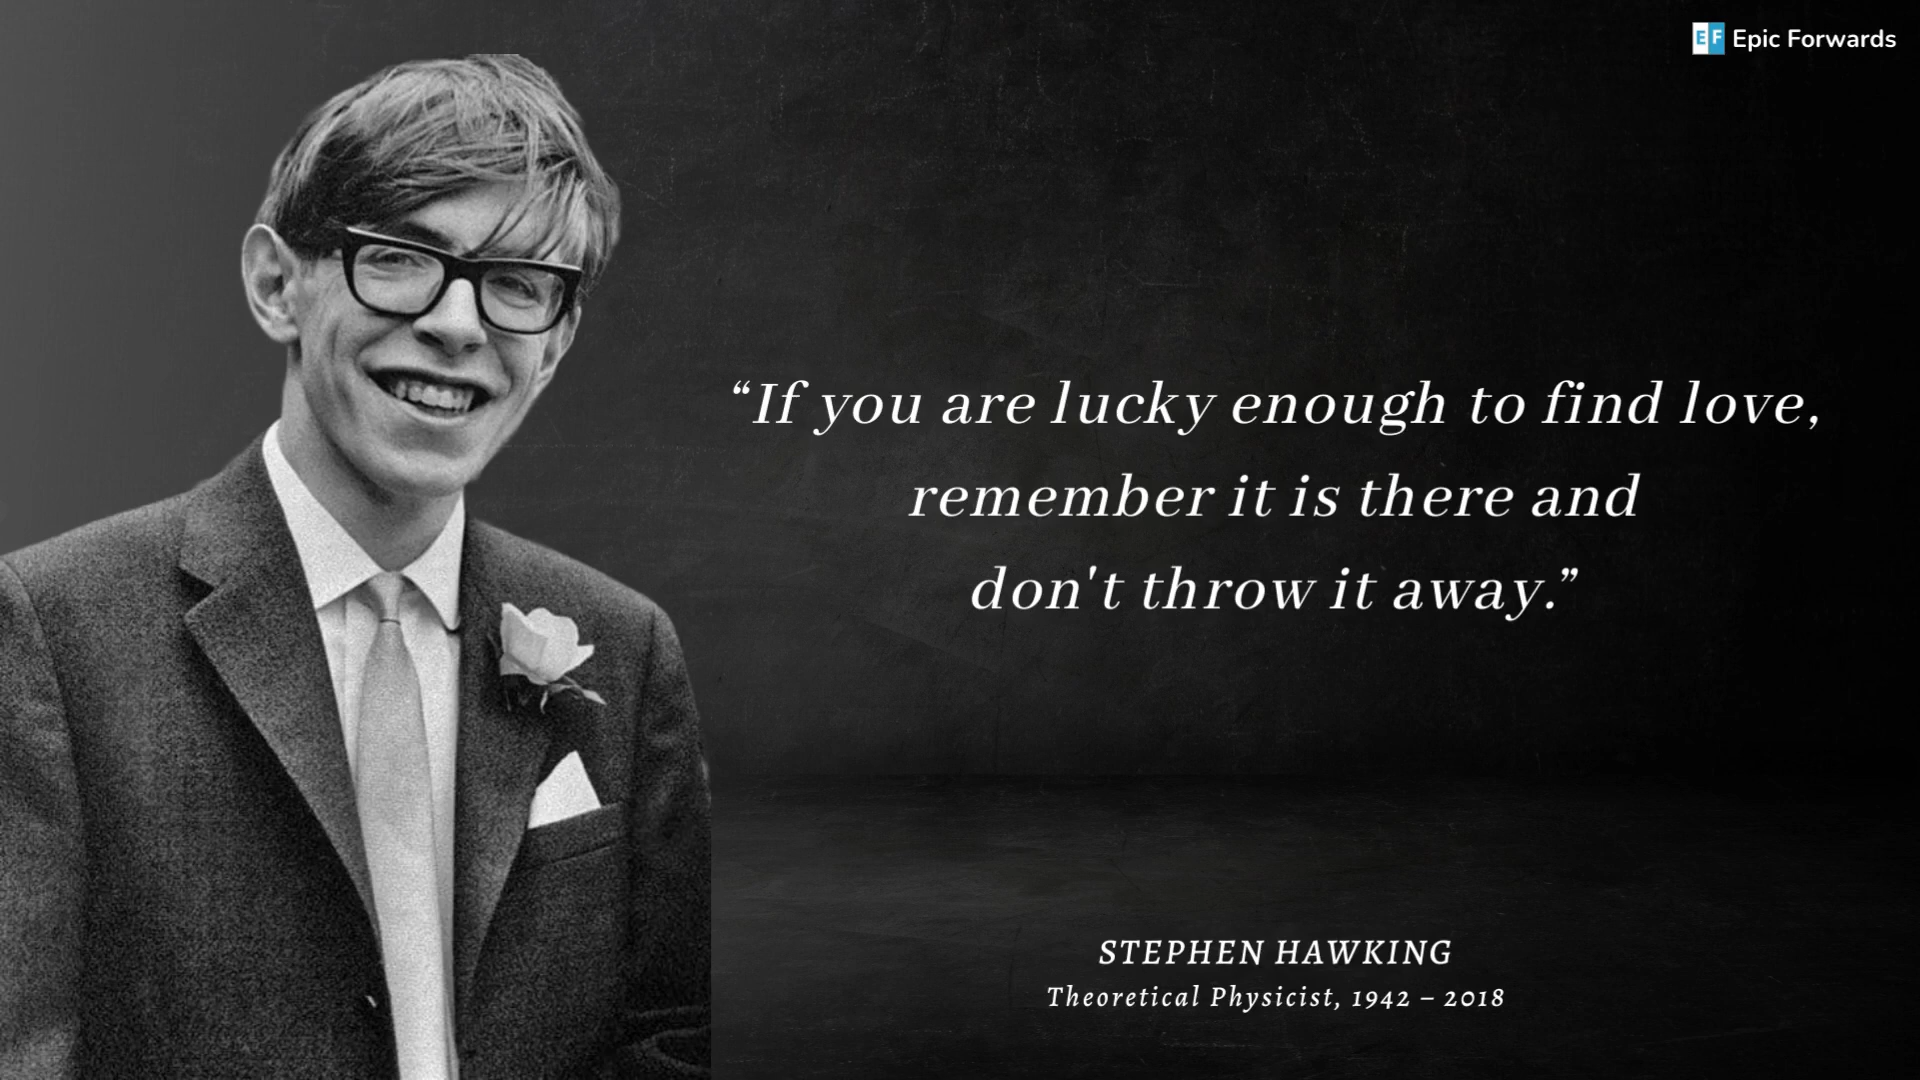 EF Epic Forwards
“If you are lucky enough to find love,
remember it is there and
don't throw it away.”
STEPHEN HAWKING
Theoretical Physicist, 1942 – 2018